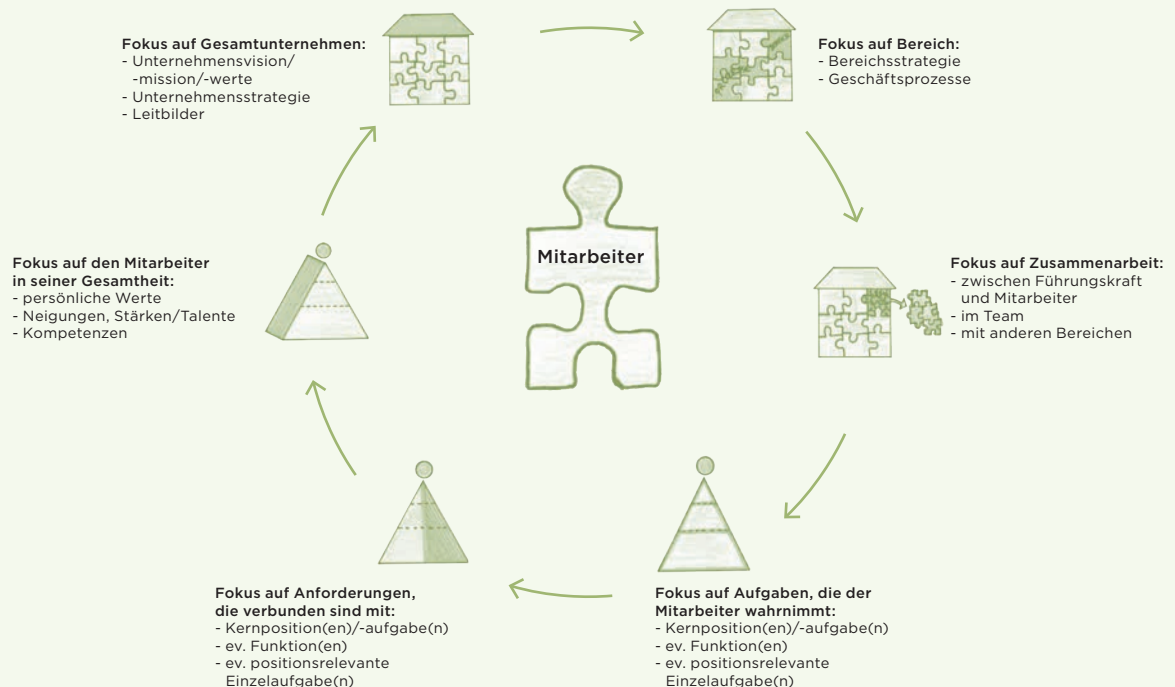 Fokus auf Gesamtunternehmen:
- Unternehmensvision/
-mission/-werte
- Unternehmensstrategie
- Leitbilder
Fokus auf Bereich:
- Bereichsstrategie
- Geschäftsprozesse
Mitarbeiter
Fokus auf den Mitarbeiter
in seiner Gesamtheit:
- persönliche Werte
- Neigungen, Stärken/Talente
- Kompetenzen
Fokus auf Zusammenarbeit:
- zwischen Führungskraft
und Mitarbeiter
- im Team
- mit anderen Bereichen
Fokus auf Anforderungen,
die verbunden sind mit:
- Kernposition(en)/-aufgabe(n)
- ev. Funktion(en)
- ev. positionsrelevante
Einzelaufgabe(n)
Fokus auf Aufgaben, die der
Mitarbeiter wahrnimmt:
- Kernposition(en)/-aufgabe(n)
- ev. Funktion(en)
- ev. positionsrelevante
Einzelaufgabe(n)